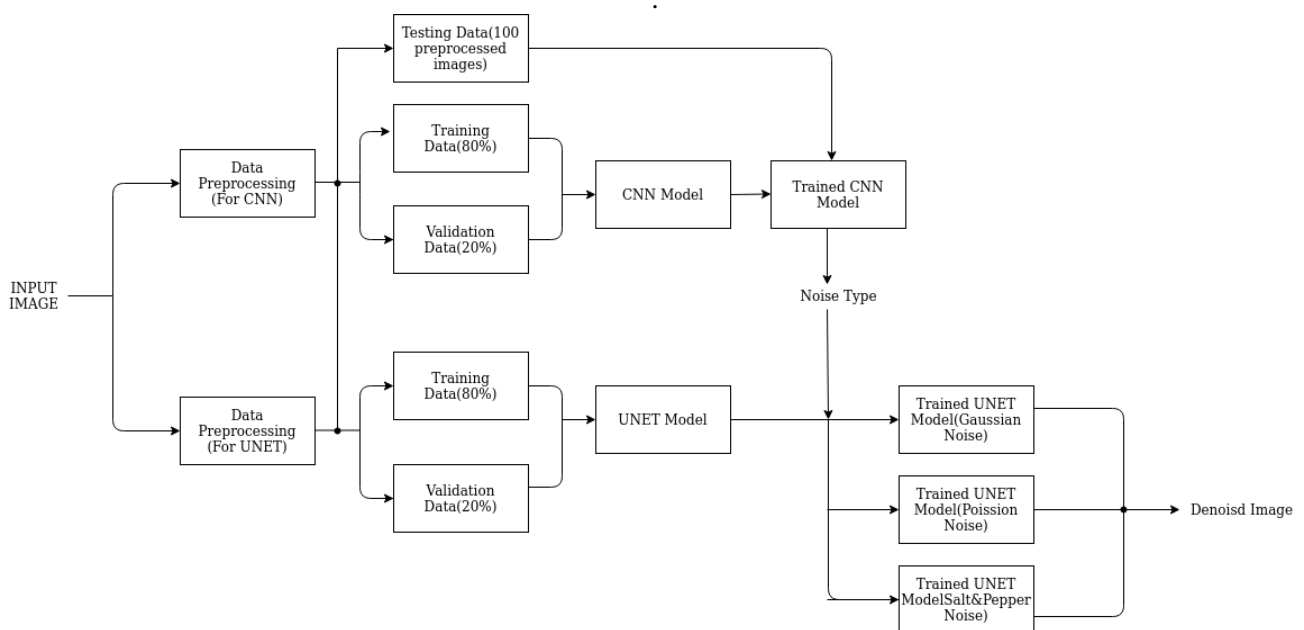 Testing Data(100
preprocessed
images)
Training
Data(80%)
Data
Preprocessing
(For CNN)
CNN Model
Trained CNN
Model
Validation
Data(20%)
INPUT
IMAGE
Noise Type
Training
Data(80%)
Data
Preprocessing
(For UNET)
UNET Model
Trained UNET
Model(Gaussian
Noise)
Validation
Data(20%)
Trained UNET
Model(Poission
Noise)
Denoisd Image
Trained UNET
ModelSalt&Pepper
Noise)